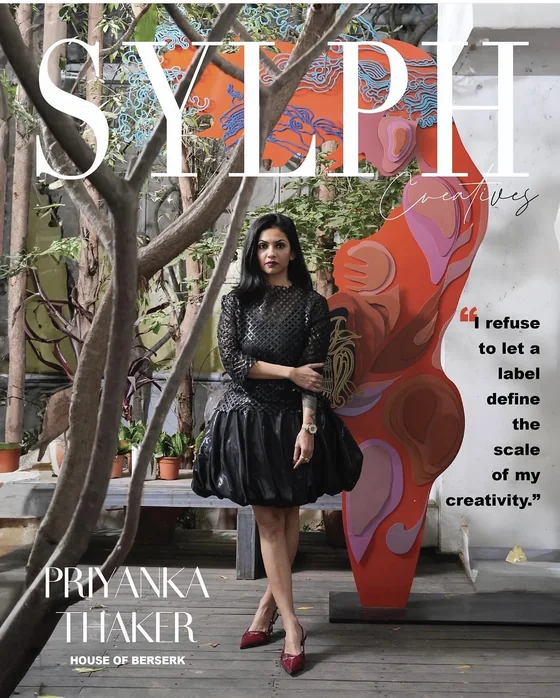 SYLPH
Creatives
“I refuse
to let a
label
define
the
scale
of my
creativity.”
PRIYANKA
THAKER
HOUSE OF BERSERK